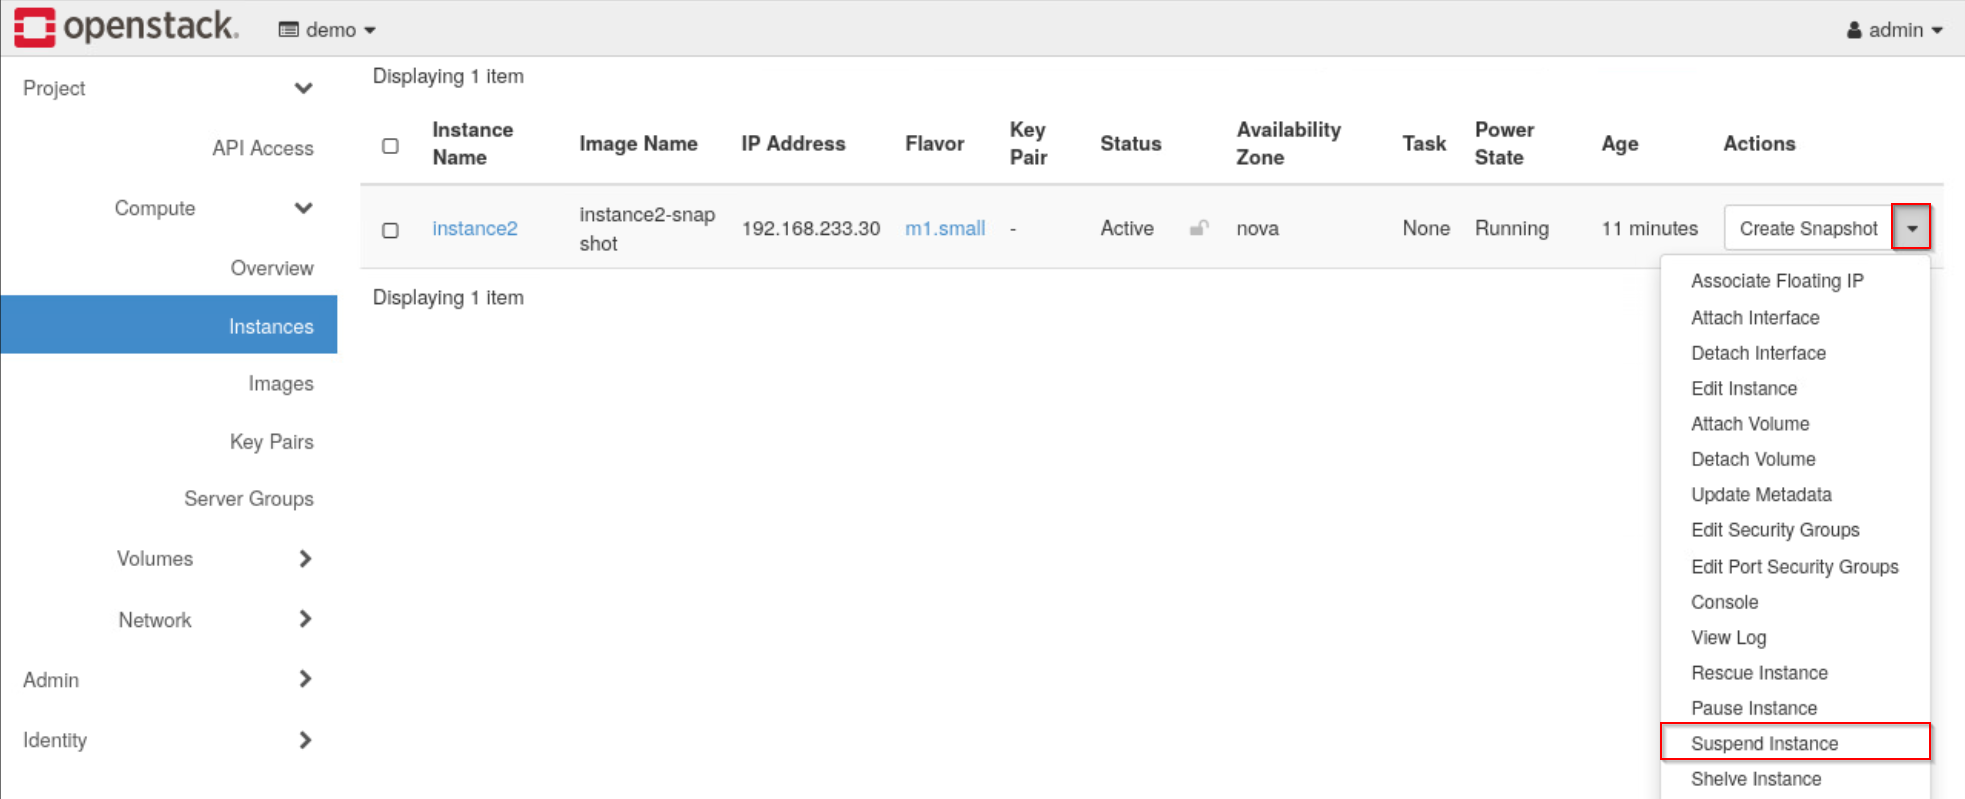 openstack.
demo
admin
Project
API Access
Compute
Overview
Instances
Images
Key Pairs
Server Groups
Volumes
Network
Admin
Identity
Displaying 1 item
Instance Name
Image Name
IP Address
Flavor
Key Pair
Status
Availability Zone
Task
Power State
Age
Actions
instance2
instance2-snap
shot
192.168.233.30
m1.small
-
Active
nova
None
Running
11 minutes
Create Snapshot
Displaying 1 item
Associate Floating IP
Attach Interface
Detach Interface
Edit Instance
Attach Volume
Detach Volume
Update Metadata
Edit Security Groups
Edit Port Security Groups
Console
View Log
Rescue Instance
Pause Instance
Suspend Instance
Shelve Instance